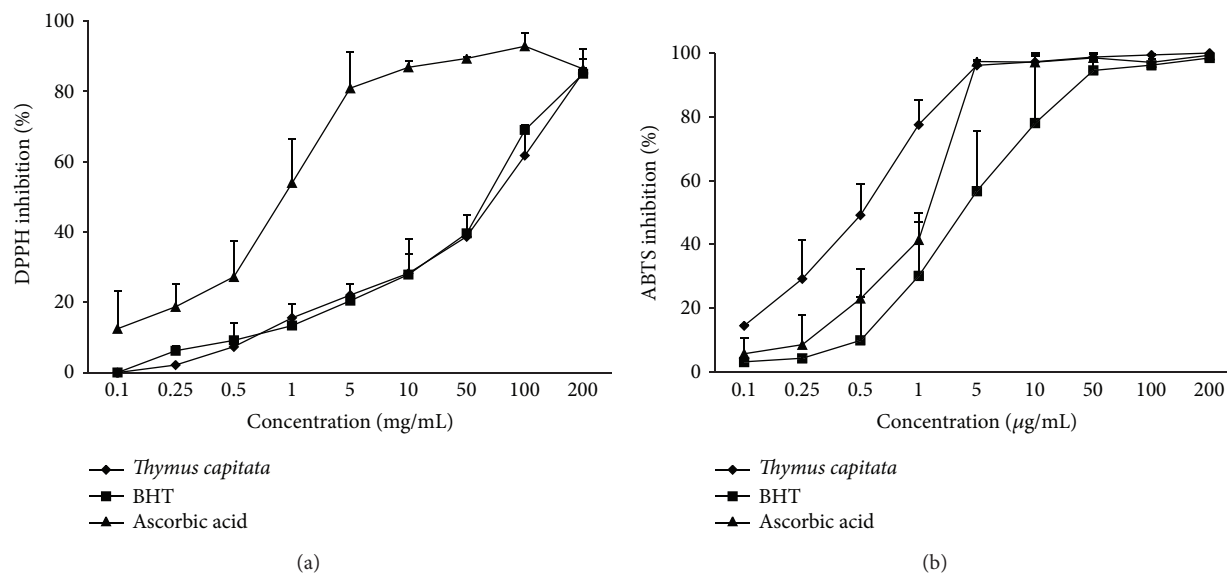 100
80
60
40
20
0
DPPH inhibition (%)
0.1 0.25 0.5 1 5 10 50 100 200
Concentration (mg/mL)
Thymus capitata
BHT
Ascorbic acid
(a)
100
80
60
40
20
0
ABTS inhibition (%)
0.1 0.25 0.5 1 5 10 50 100 200
Concentration (μg/mL)
Thymus capitata
BHT
Ascorbic acid
(b)